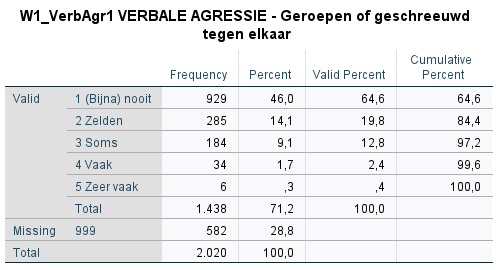 W1_VerbAgr1 VERBALE AGRESSIE - Geroepen of geschreeuwd
tegen elkaar
Frequency Percent Valid Percent Cumulative Percent
Valid 1 (Bijna) nooit 929 46,0 64,6 64,6
2 Zelden 285 14,1 19,8 84,4
3 Soms 184 9,1 12,8 97,2
4 Vaak 34 1,7 2,4 99,6
5 Zeer vaak 6 ,3 ,4 100,0
Total 1.438 71,2 100,0
Missing 999 582 28,8
Total 2.020 100,0